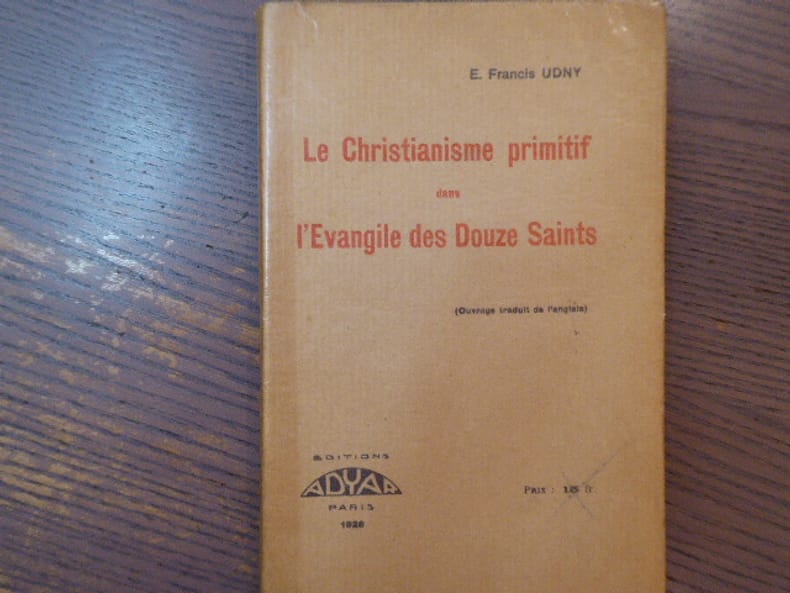 E. Francis UDNY
Le Christianisme primitif
dans
l'Evangile des Douze Saints
(Ouvrage traduit de l'anglais)
EDITIONS
ADYAR
PARIS
1926
PRIX : 15 fr.